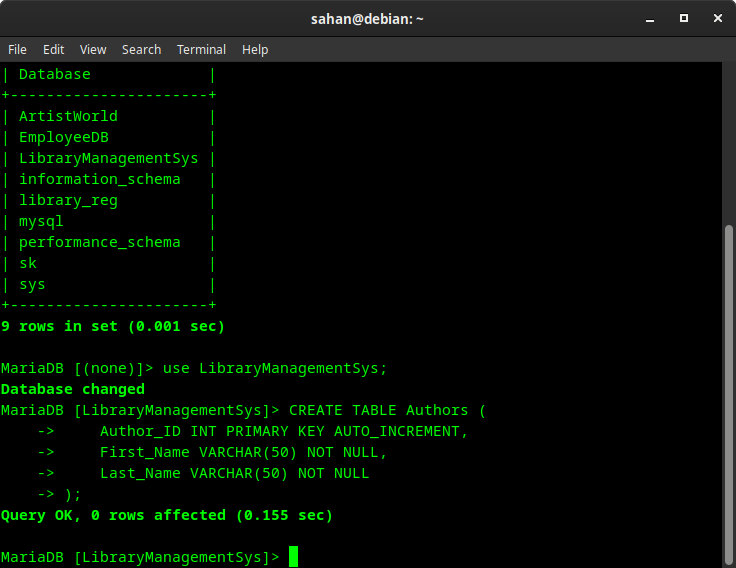 sahan@debian: ~
File Edit View Search Terminal Help
| Database             |
+----------------------+
| ArtistWorld          |
| EmployeeDB           |
| LibraryManagementSys |
| information_schema   |
| library_reg          |
| mysql                |
| performance_schema   |
| sk                   |
| sys                  |
+----------------------+
9 rows in set (0.001 sec)

MariaDB [(none)]> use LibraryManagementSys;
Database changed
MariaDB [LibraryManagementSys]> CREATE TABLE Authors (
    ->     Author_ID INT PRIMARY KEY AUTO_INCREMENT,
    ->     First_Name VARCHAR(50) NOT NULL,
    ->     Last_Name VARCHAR(50) NOT NULL
    -> );
Query OK, 0 rows affected (0.155 sec)

MariaDB [LibraryManagementSys]>